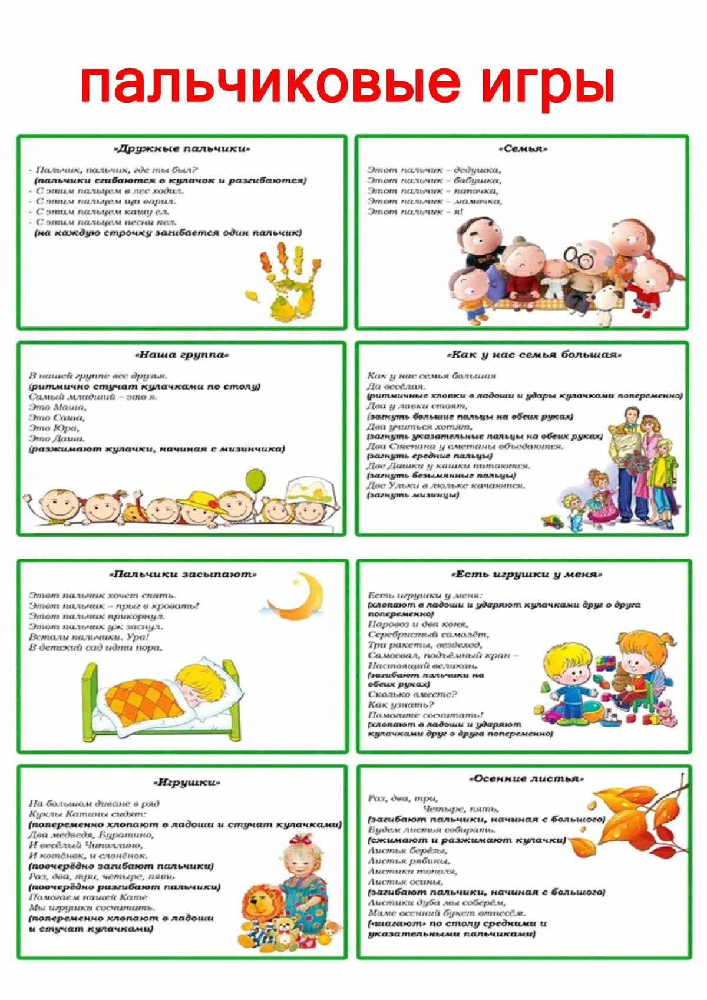 пальчиковые игры
«Дружные пальчики»
- Пальчик, пальчик, где ты был?
(пальчики сгибаются в кулачок и разгибаются)
- С этим пальцем в лес ходил.
- С этим пальцем щи варил.
- С этим пальцем кашу ел.
- С этим пальцем песни пел.
(на каждую строчку загибается один пальчик)
«Семья»
Этот пальчик – дедушка,
Этот пальчик – бабушка,
Этот пальчик – папочка,
Этот пальчик – мамочка,
Этот пальчик – я!
«Наша группа»
В нашей группе все друзья.
(ритмично стучат кулачками по столу)
Самый младший – это я.
Это Маша,
Это Саша,
Это Юра,
Это Даша.
(разжимают кулачки, начиная с мизинчика)
«Как у нас семья большая»
Как у нас семья большая
Да весёлая.
(ритмичные хлопки в ладоши и удары кулачками попеременно)
Два у лавки стоят,
(загнуть большие пальцы на обеих руках)
Два учиться хотят,
(загнуть указательные пальцы на обеих руках)
Два Степана у сметаны объедаются.
(загнуть средние пальцы)
Две Дашки у кашки питаются.
(загнуть безымянные пальцы)
Две Ульки в люльке качаются.
(загнуть мизинцы)
«Пальчики засыпают»
Этот пальчик хочет спать.
Этот пальчик – прыг в кровать!
Этот пальчик прикорнул.
Этот пальчик уж заснул.
Встали пальчики. Ура!
В детский сад идти пора.
«Есть игрушки у меня»
Есть игрушки у меня:
(хлопают в ладоши и ударяют кулачками друг о друга
попеременно)
Паровоз и два коня,
Серебристый самолёт,
Три ракеты, вездеход,
Самосвал, подъёмный кран –
Настоящий великан.
(загибают пальчики на
обеих руках)
Сколько вместе?
Как узнать?
Помогите сосчитать!
(хлопают в ладоши и ударяют
кулачками друг о друга попеременно)
«Игрушки»
На большом диване в ряд
Куклы Катины сидят:
(попеременно хлопают в ладоши и стучат кулачками)
Два медведя, Буратино,
И весёлый Чиполлино,
И котёнок, и слонёнок.
(поочерёдно загибают пальчики)
Раз, два, три, четыре, пять
(поочерёдно разгибают пальчики)
Помогаем нашей Кате
Мы игрушки сосчитать.
(попеременно хлопают в ладоши
и стучат кулачками)
«Осенние листья»
Раз, два, три,
Четыре, пять,
(загибают пальчики, начиная с большого)
Будем листья собирать.
(сжимают и разжимают кулачки)
Листья берёзы,
Листья рябины,
Листики тополя,
Листья осины,
(загибают пальчики, начиная с большого)
Листики дуба мы соберём,
Маме осенний букет отнесём.
(«шагают» по столу средними и
указательными пальчиками)